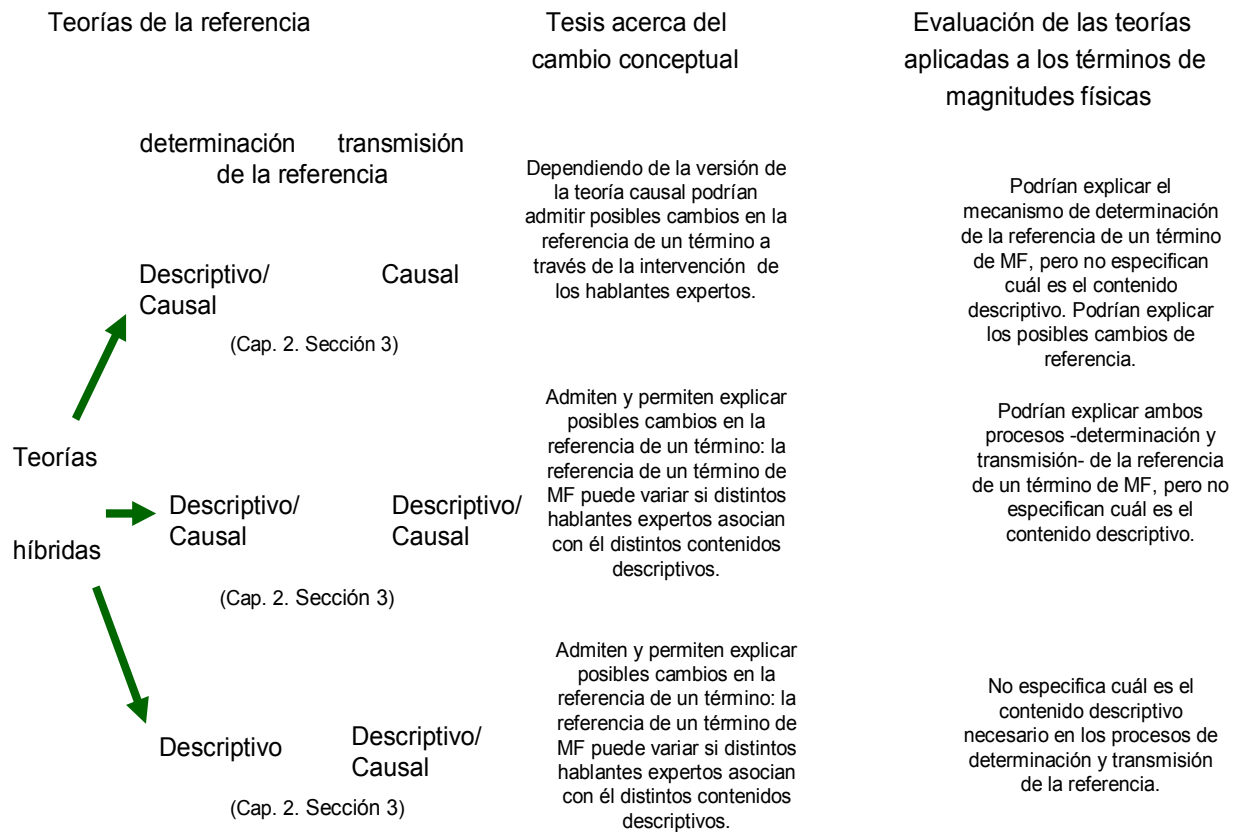 Teorías de la referencia
Tesis acerca del
cambio conceptual
Evaluación de las teorías
aplicadas a los términos de
magnitudes físicas
determinación transmisión
de la referencia
Teorías
híbridas
Descriptivo/
Causal
Causal
(Cap. 2. Sección 3)
Dependiendo de la versión de
la teoría causal podrían
admitir posibles cambios en la
referencia de un término a
través de la intervención de
los hablantes expertos.
Podrían explicar el
mecanismo de determinación
de la referencia de un término
de MF, pero no especifican
cuál es el contenido
descriptivo. Podrían explicar
los posibles cambios de
referencia.
Descriptivo/
Causal
Descriptivo/
Causal
(Cap. 2. Sección 3)
Admiten y permiten explicar
posibles cambios en la
referencia de un término: la
referencia de un término de
MF puede variar si distintos
hablantes expertos asocian
con él distintos contenidos
descriptivos.
Podrían explicar ambos
procesos -determinación y
transmisión- de la referencia
de un término de MF, pero no
especifican cuál es el
contenido descriptivo.
Descriptivo
Descriptivo/
Causal
(Cap. 2. Sección 3)
Admiten y permiten explicar
posibles cambios en la
referencia de un término: la
referencia de un término de
MF puede variar si distintos
hablantes expertos asocian
con él distintos contenidos
descriptivos.
No especifica cuál es el
contenido descriptivo
necesario en los procesos de
determinación y transmisión
de la referencia.